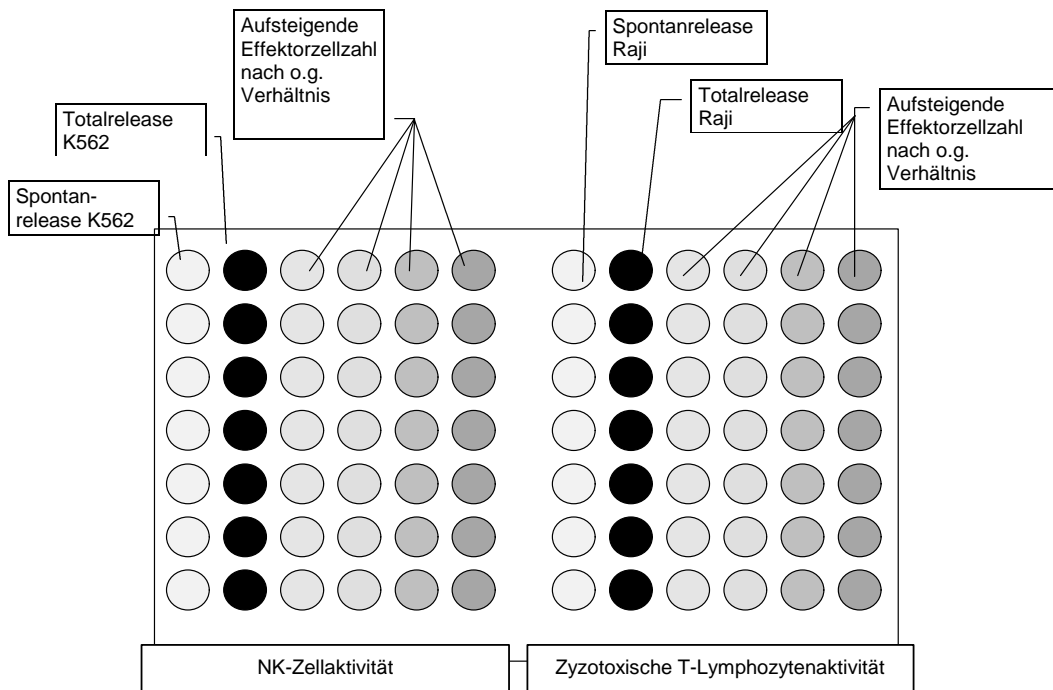 Aufsteigende
Effektorzellzahl
nach o.g.
Verhältnis
Spontanrelease
Raji
Totalrelease
K562
Totalrelease
Raji
Aufsteigende
Effektorzellzahl
nach o.g.
Verhältnis
Spontan-
release K562
NK-Zellaktivität
Zyzotoxische T-Lymphozytenaktivität